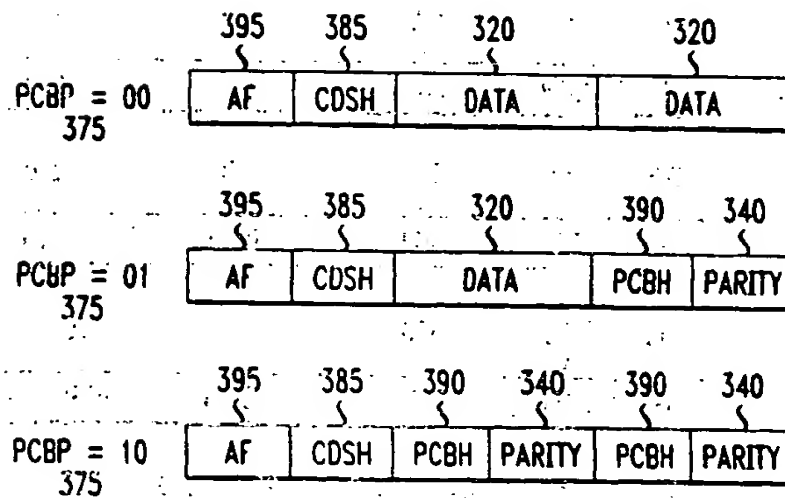 395 385 320 320
PCBP = 00 AF CDSH DATA DATA
375
395 385 320 390 340
PCBP = 01 AF CDSH DATA PCBH PARITY
375
395 385 390 340 390 340
PCBP = 10 AF CDSH PCBH PARITY PCBH PARITY
375